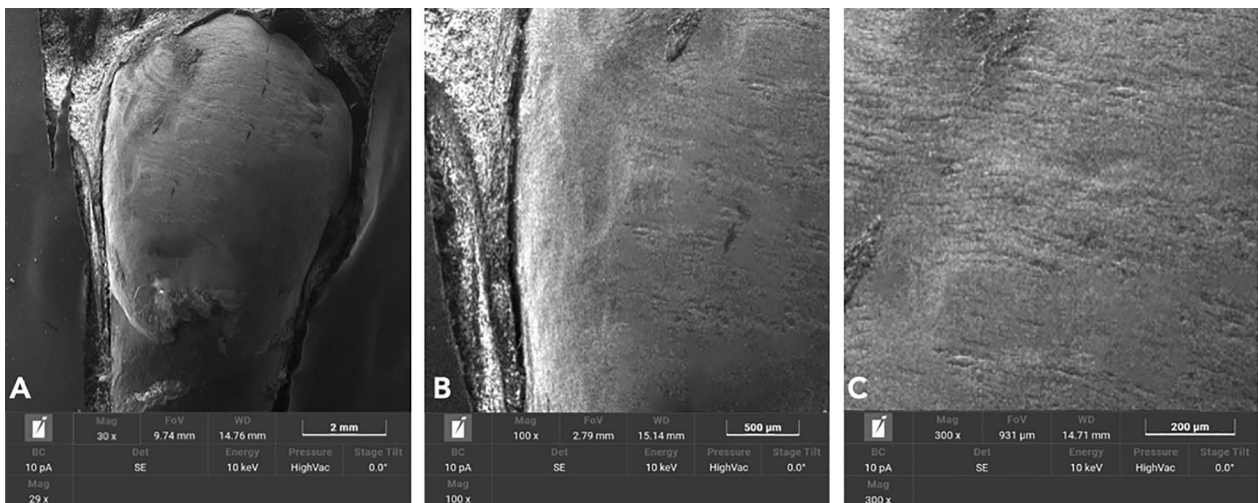 A
Mag FoV WD
30 x 9.74 mm 14.76 mm 2 mm
BC Det Energy Pressure Stage Tilt
10 pA SE 10 keV HighVac 0.0°
Mag
29 x
B
Mag FoV WD
100 x 2.79 mm 15.14 mm 500 µm
BC Det Energy Pressure Stage Tilt
10 pA SE 10 keV HighVac 0.0°
Mag
100 x
C
Mag FoV WD
300 x 931 µm 14.71 mm 200 µm
BC Det Energy Pressure Stage Tilt
10 pA SE 10 keV HighVac 0.0°
Mag
300 x